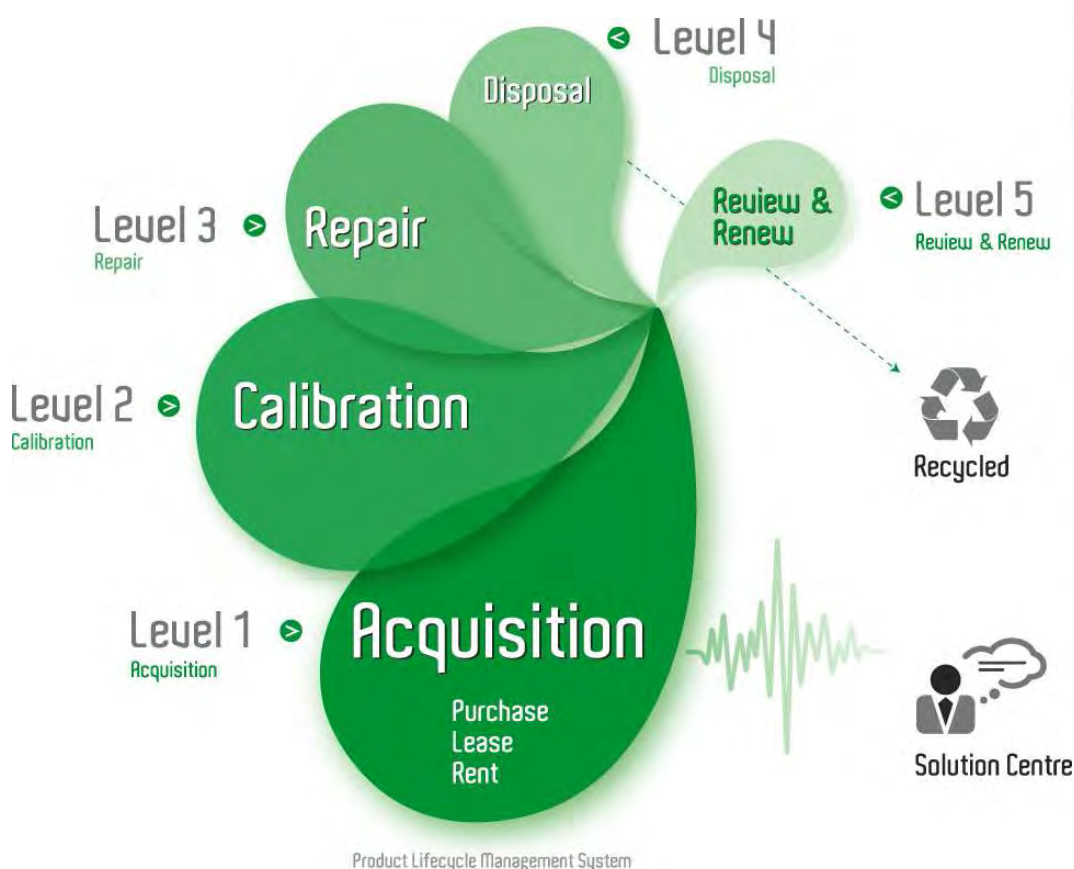 Level 4
Disposal
Disposal
Level 5
Review & Renew
Review &
Renew
Level 3
Repair
Repair
Level 2
Calibration
Calibration
Recycled
Level 1
Acquisition
Acquisition
Purchase
Lease
Rent
Solution Centre
Product Lifecycle Management System